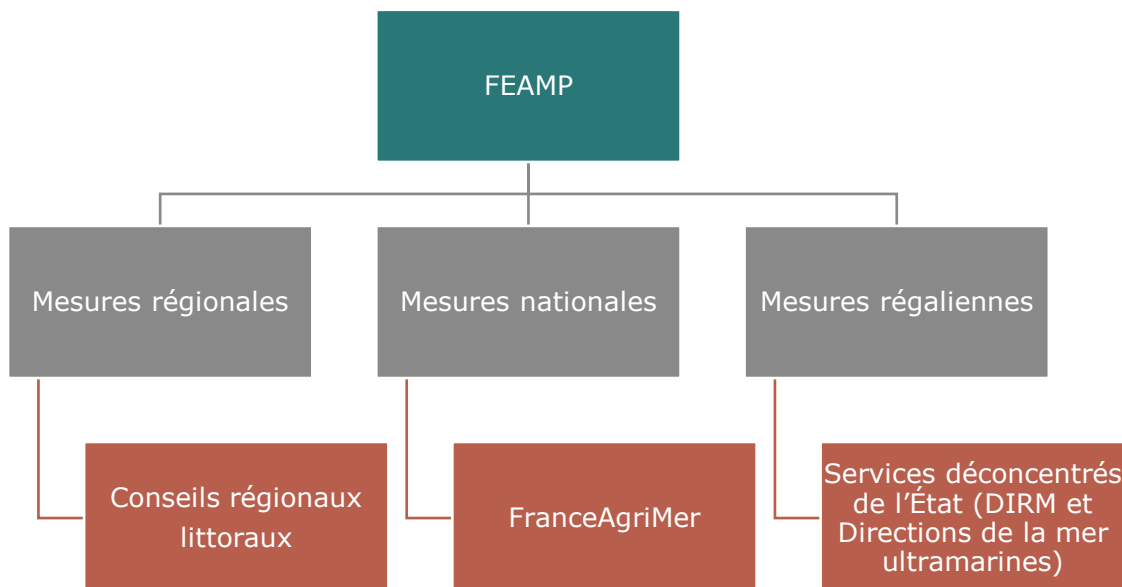 FEAMP
Mesures régionales
Mesures nationales
Mesures régaliennes
Conseils régionaux
littoraux
FranceAgriMer
Services déconcentrés
de l’État (DIRM et
Directions de la mer
ultramarines)